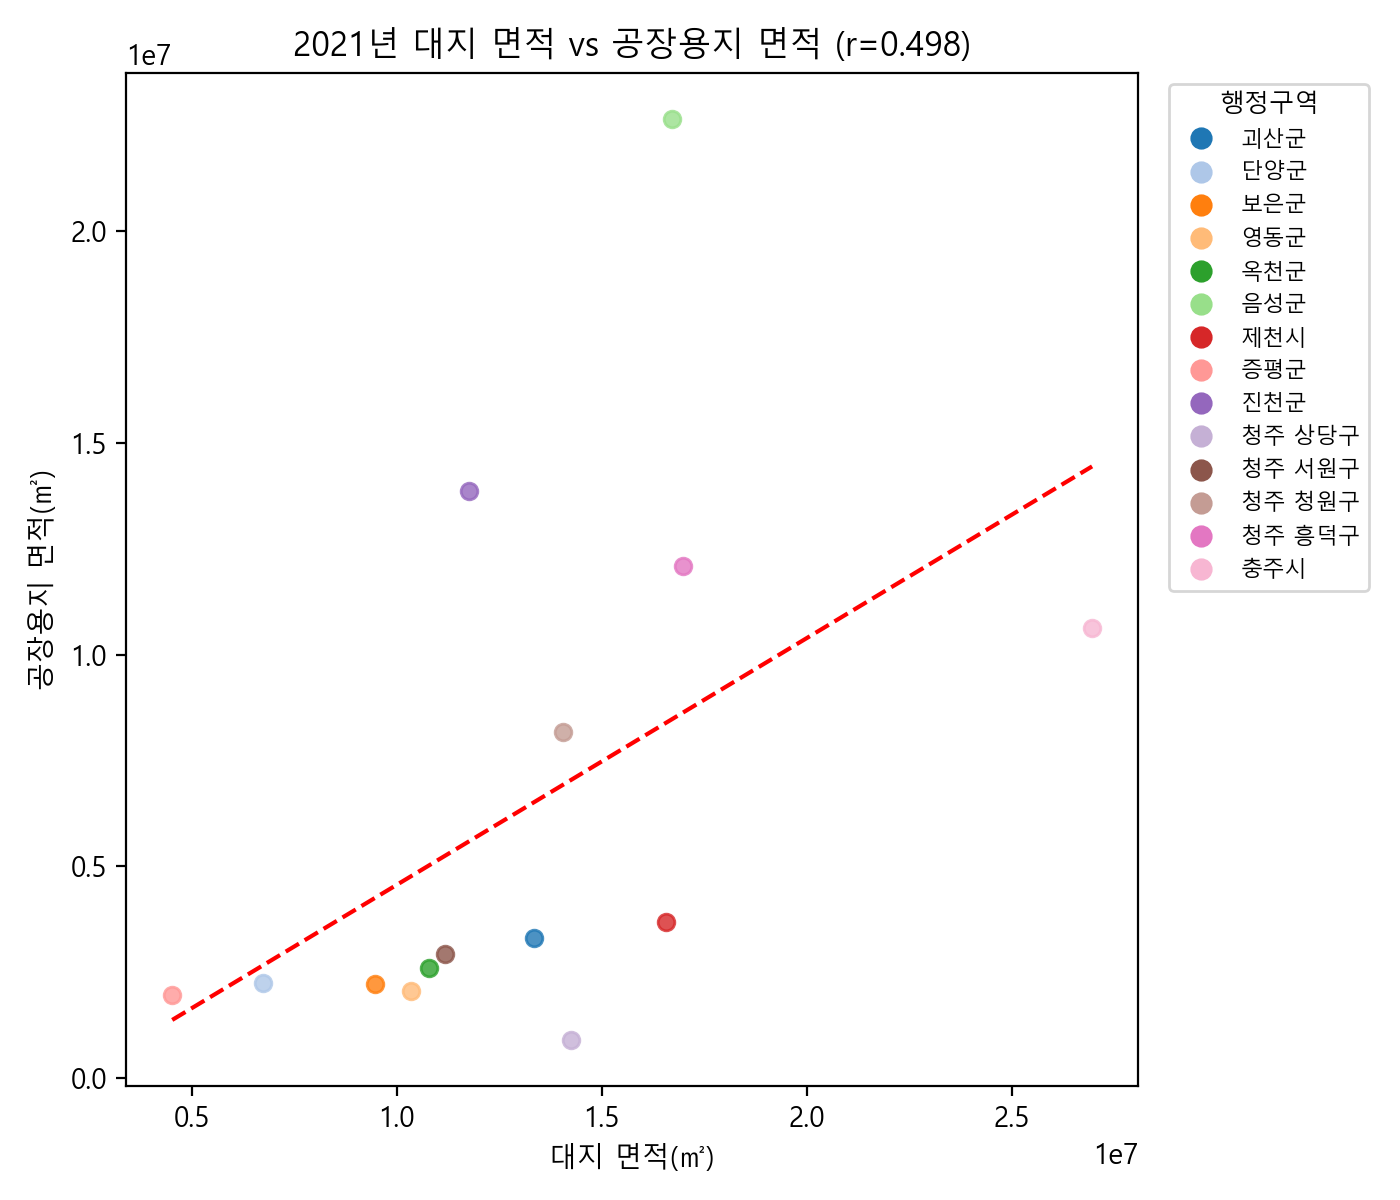 2021년 대지 면적 vs 공장용지 면적 (r=0.498)
1e7
2.0
1.5
1.0
0.5
0.0
공장용지 면적(㎡)
0.5 1.0 1.5 2.0 2.5
1e7
대지 면적(㎡)
행정구역
괴산군
단양군
보은군
영동군
옥천군
음성군
제천시
증평군
진천군
청주 상당구
청주 서원구
청주 청원구
청주 흥덕구
충주시